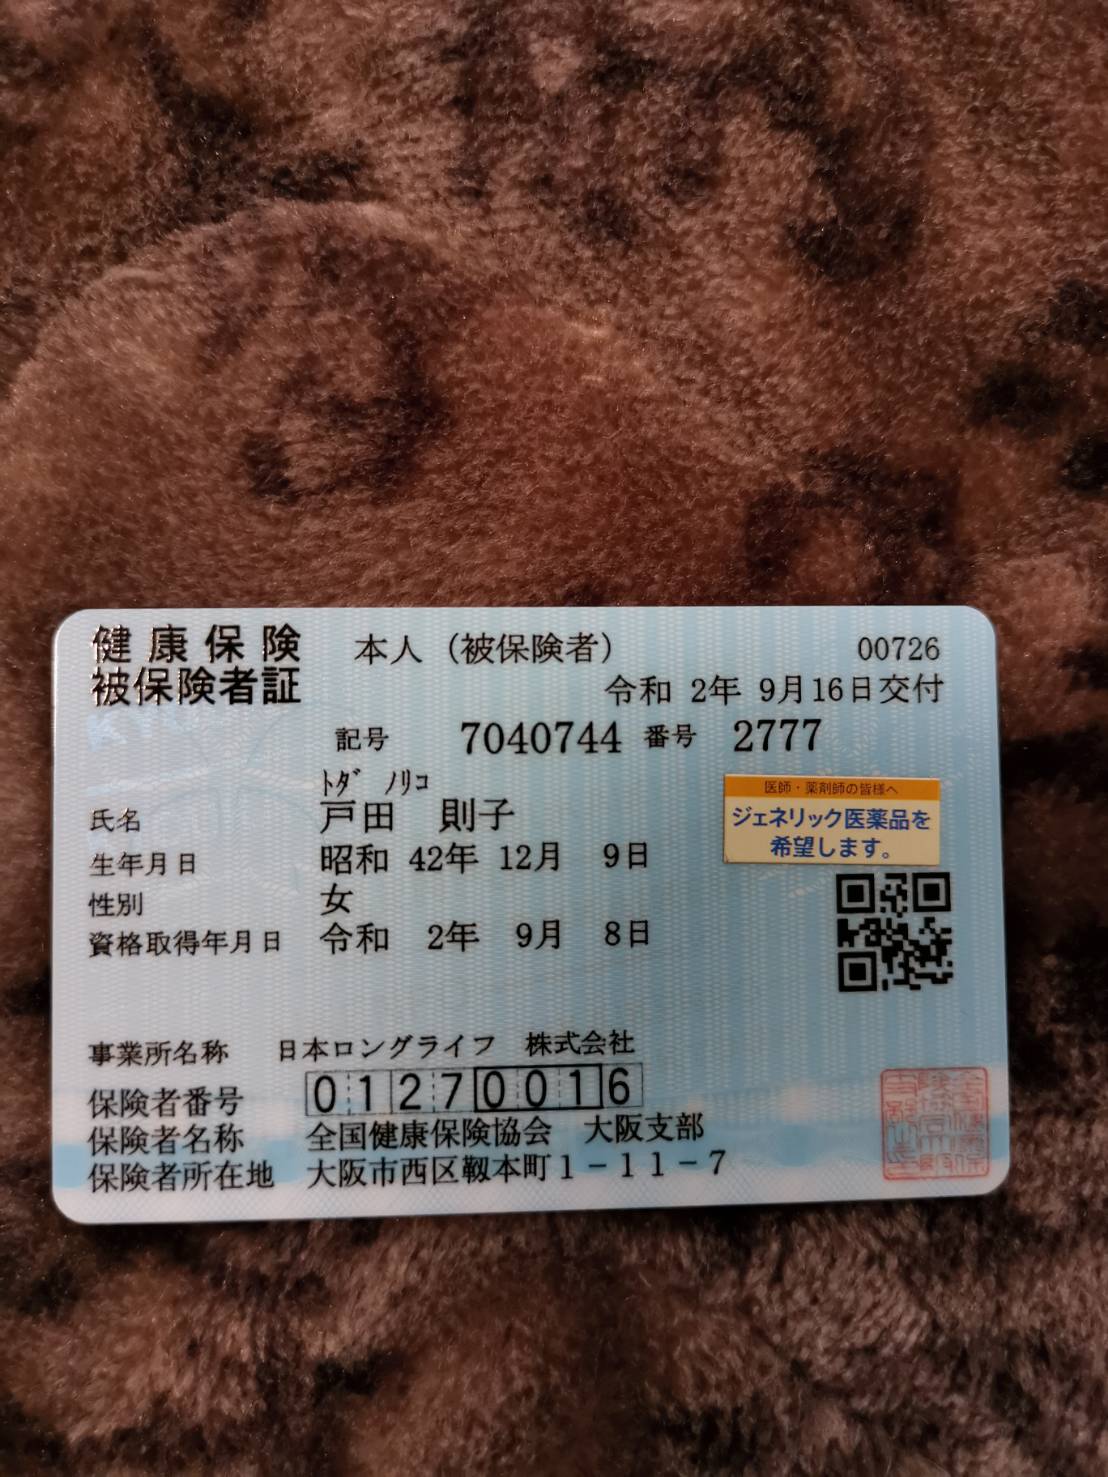 健康保険 本人（被保険者） 00726
被保険者証 令和 2年 9月16日交付
記号 7040744 番号 2777
ﾄﾀﾞ ﾉﾘｺ
氏名 戸田 則子
医師・薬剤師の皆様へ
ジェネリック医薬品を
希望します。
生年月日 昭和 42年 12月 9日
性別 女
資格取得年月日 令和 2年 9月 8日
事業所名称 日本ロングライフ 株式会社
保険者番号 01270016
保険者名称 全国健康保険協会 大阪支部
保険者所在地 大阪市西区靱本町1－11－7